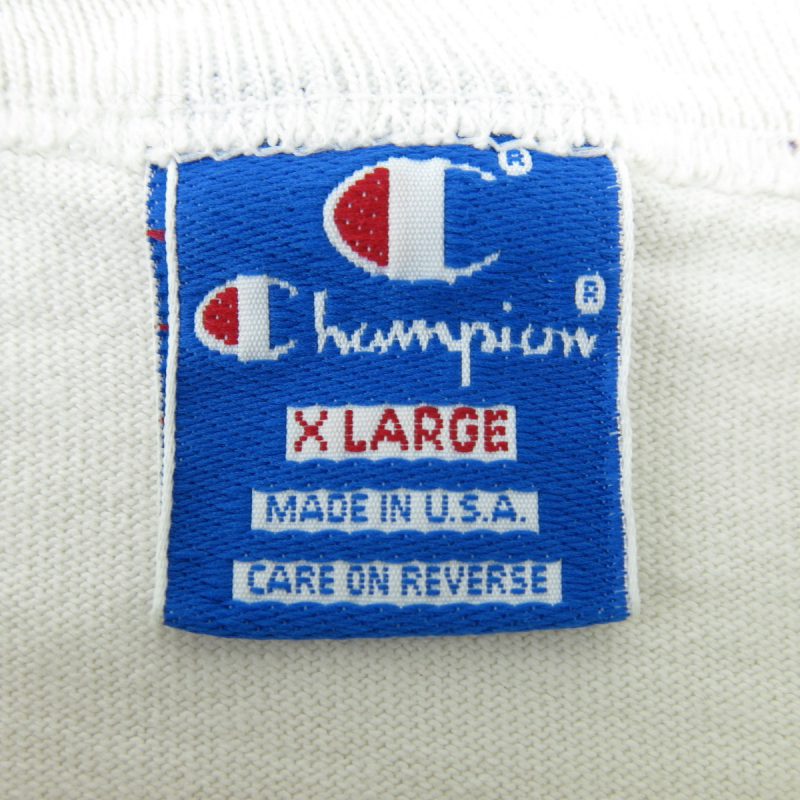 C®
Champion®
X LARGE
MADE IN U.S.A.
CARE ON REVERSE